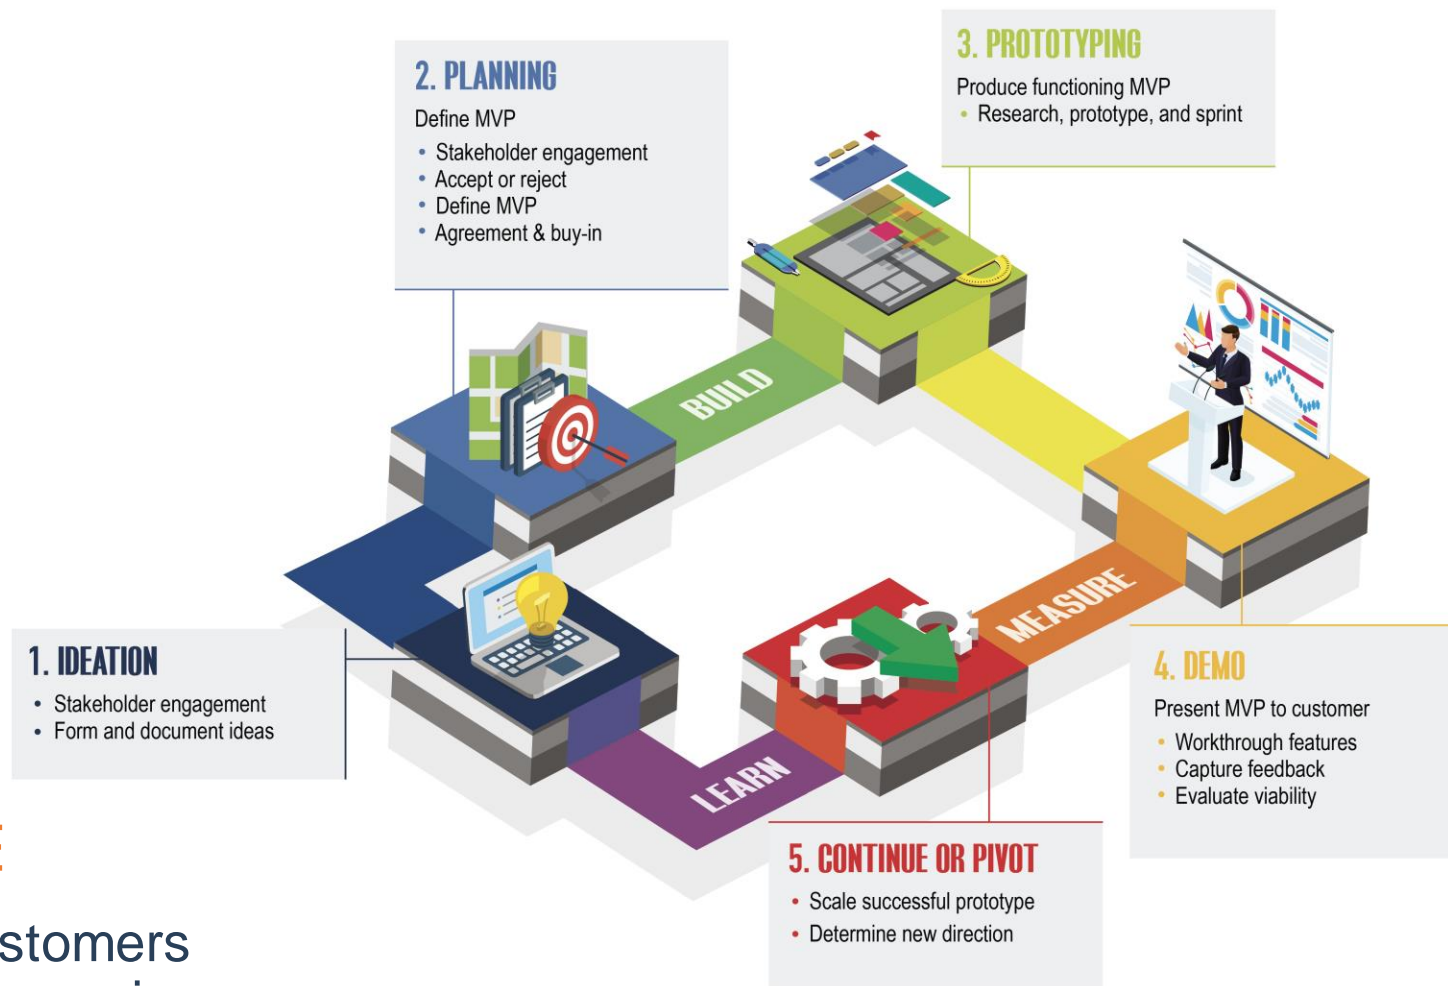 1. IDEATION
• Stakeholder engagement
• Form and document ideas
2. PLANNING
Define MVP
• Stakeholder engagement
• Accept or reject
• Define MVP
• Agreement & buy-in
BUILD
3. PROTOTYPING
Produce functioning MVP
• Research, prototype, and sprint
4. DEMO
Present MVP to customer
• Workthrough features
• Capture feedback
• Evaluate viability
MEASURE
5. CONTINUE OR PIVOT
• Scale successful prototype
• Determine new direction
LEARN
stomers